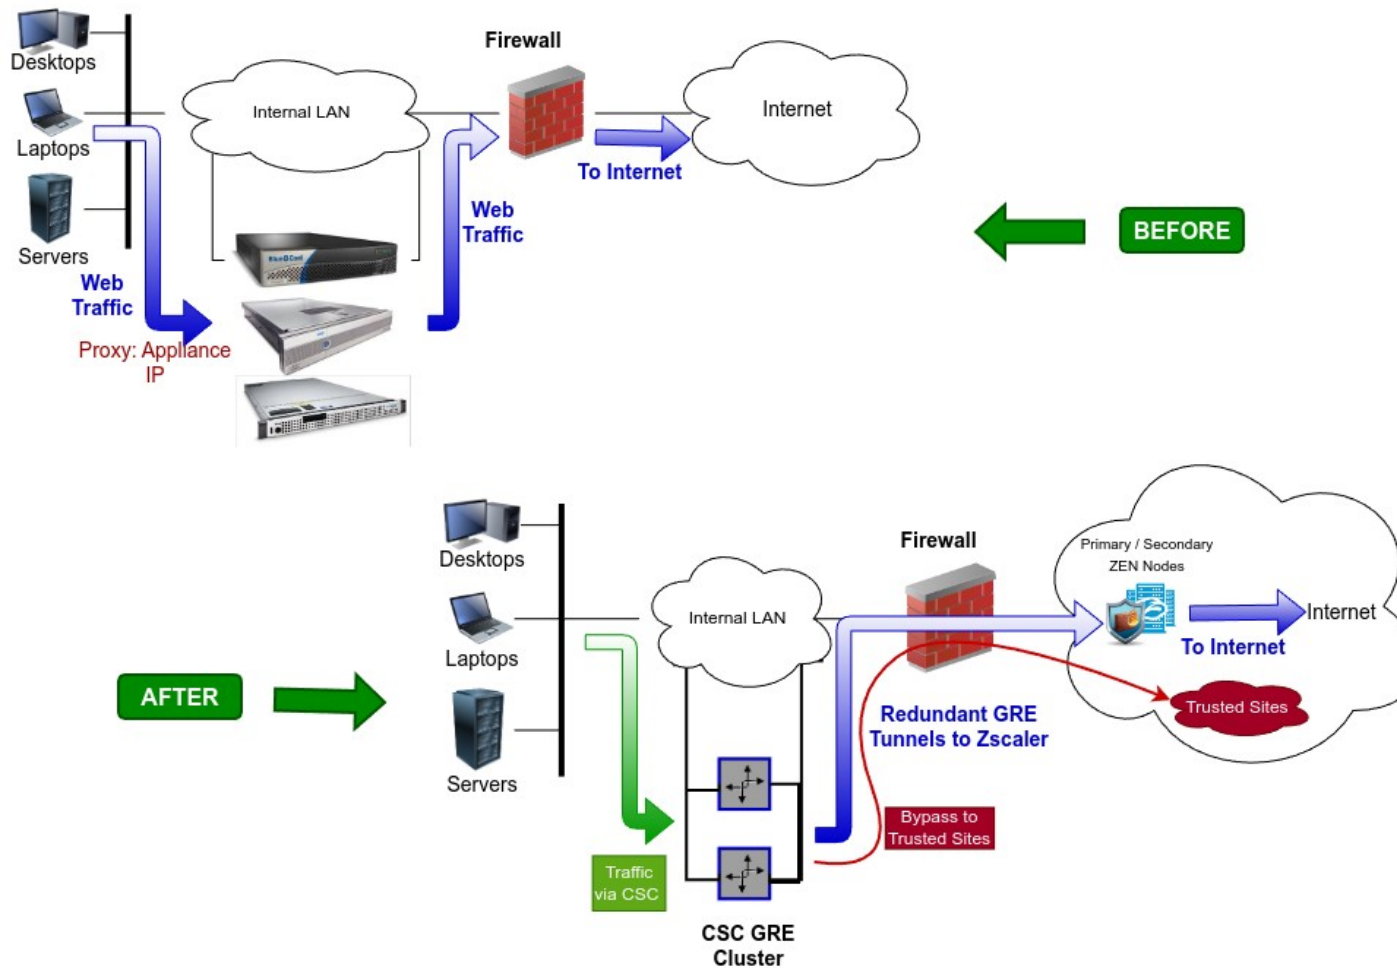 Desktops
Laptops
Servers
Internal LAN
Firewall
Internet
To Internet
Web
Traffic
Web
Traffic
Proxy: Appliance
IP
Blue Coat
BEFORE
AFTER
Desktops
Laptops
Servers
Internal LAN
Firewall
Primary / Secondary
ZEN Nodes
Internet
To Internet
Trusted Sites
Redundant GRE
Tunnels to Zscaler
Bypass to
Trusted Sites
Traffic
via CSC
CSC GRE
Cluster